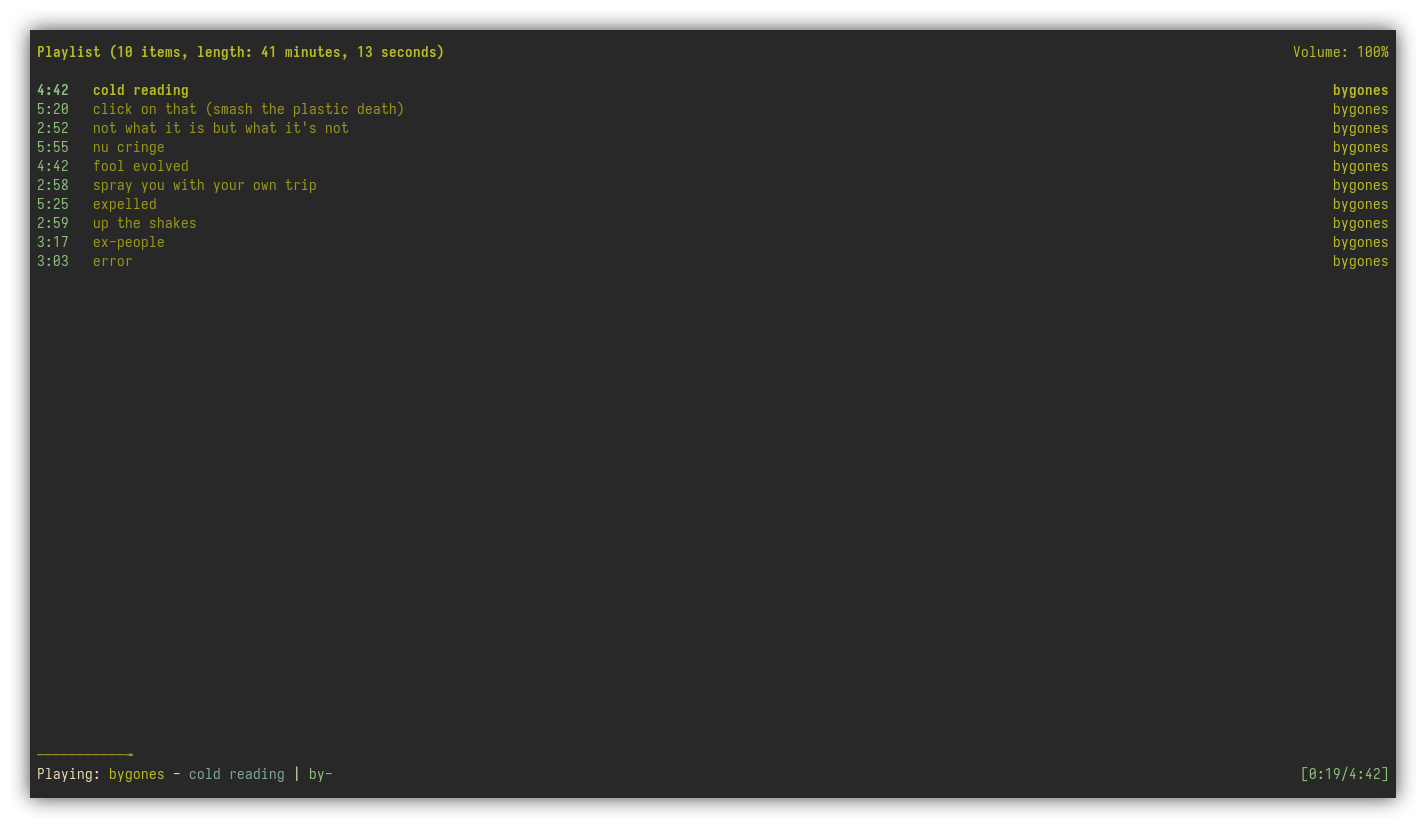 Playlist (10 items, length: 41 minutes, 13 seconds) Volume: 100%
4:42 cold reading bygones
5:20 click on that (smash the plastic death) bygones
2:52 not what it is but what it's not bygones
5:55 nu cringe bygones
4:42 fool evolved bygones
2:58 spray you with your own trip bygones
5:25 expelled bygones
2:59 up the shakes bygones
3:17 ex-people bygones
3:03 error bygones
Playing: bygones - cold reading | by- [0:19/4:42]